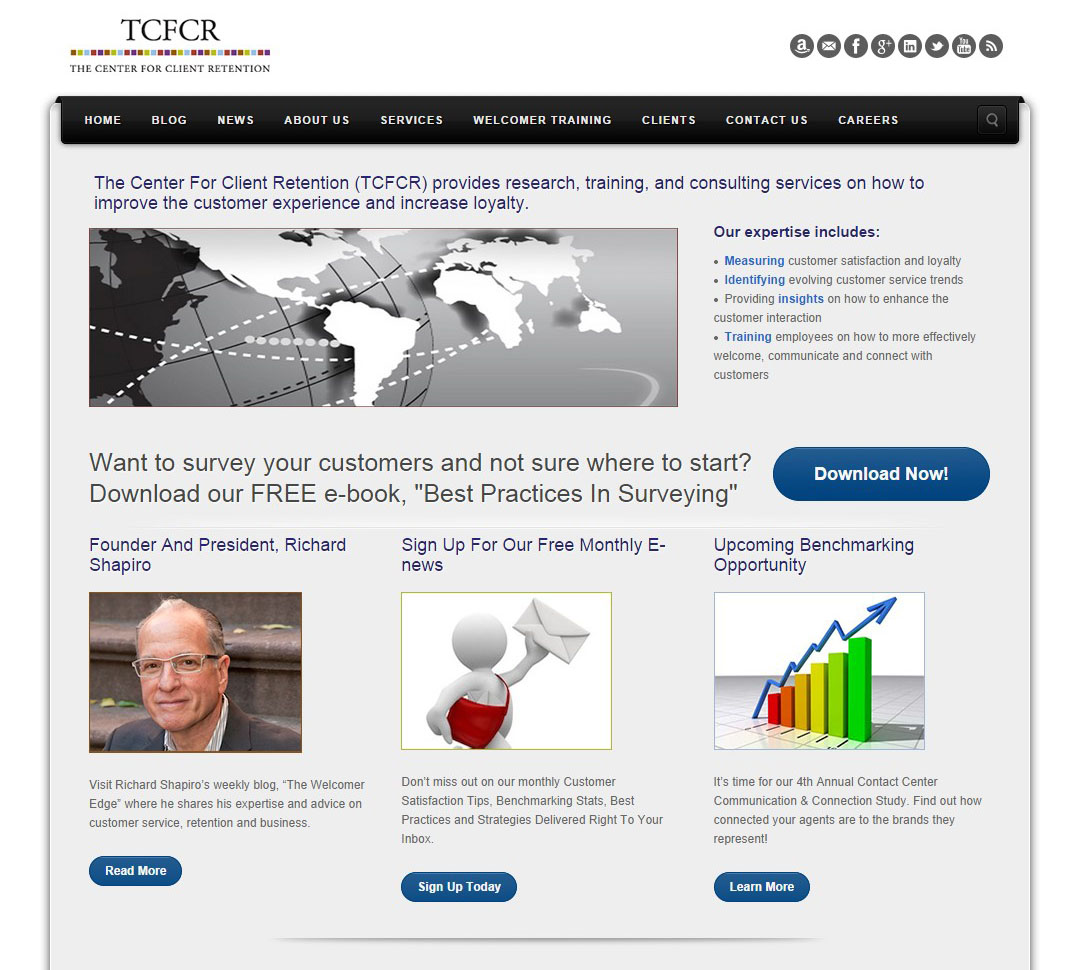 TCFCR
THE CENTER FOR CLIENT RETENTION
a f g+ in You Tube
HOME BLOG NEWS ABOUT US SERVICES WELCOMER TRAINING CLIENTS CONTACT US CAREERS
The Center For Client Retention (TCFCR) provides research, training, and consulting services on how to
improve the customer experience and increase loyalty.
Our expertise includes:
• Measuring customer satisfaction and loyalty
• Identifying evolving customer service trends
• Providing insights on how to enhance the
customer interaction
• Training employees on how to more effectively
welcome, communicate and connect with
customers
Want to survey your customers and not sure where to start?
Download our FREE e-book, "Best Practices In Surveying"
Download Now!
Founder And President, Richard
Shapiro
Visit Richard Shapiro's weekly blog, “The Welcomer
Edge” where he shares his expertise and advice on
customer service, retention and business.
Read More
Sign Up For Our Free Monthly E-
news
Don't miss out on our monthly Customer
Satisfaction Tips, Benchmarking Stats, Best
Practices and Strategies Delivered Right To Your
Inbox.
Sign Up Today
Upcoming Benchmarking
Opportunity
It's time for our 4th Annual Contact Center
Communication & Connection Study. Find out how
connected your agents are to the brands they
represent!
Learn More